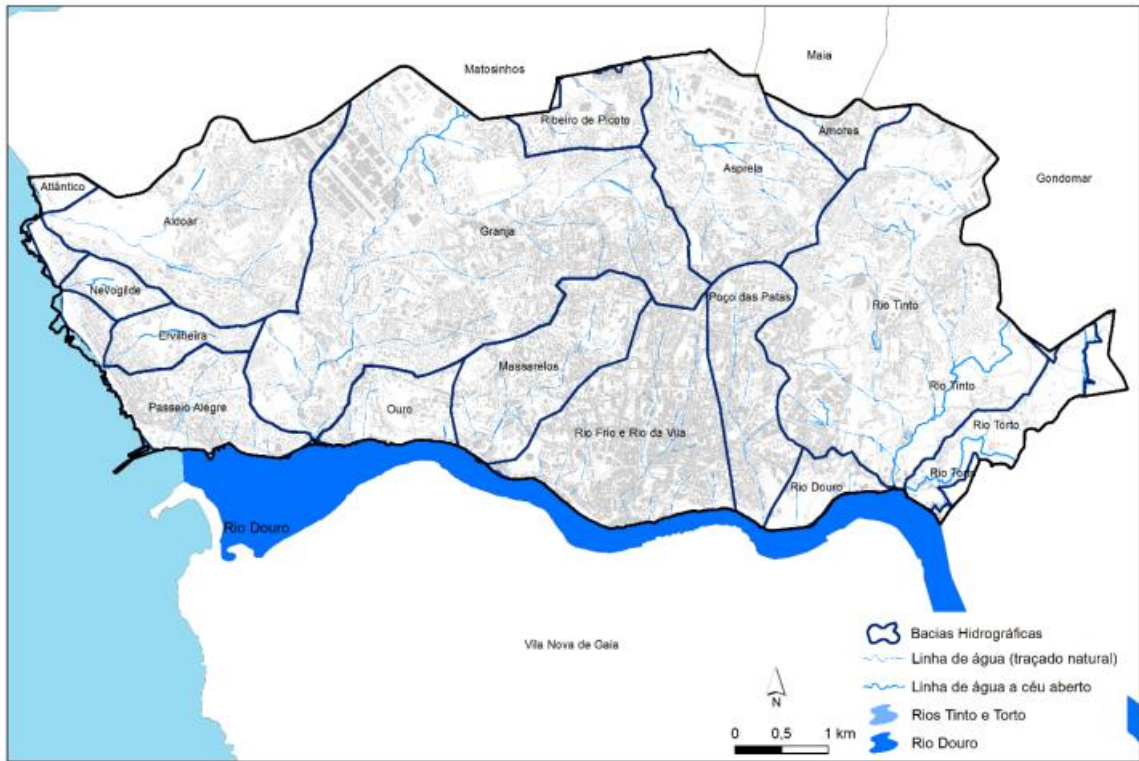 Matosinhos
Maia
Ribeiro de Picoto
Amores
Asprela
Gondomar
Atlântico
Aldoar
Granja
Nevogilde
Poço das Patas
Rio Tinto
Ervilheira
Massarelos
Rio Tinto
Passeio Alegre
Ouro
Rio Torto
Rio Frio e Rio da Vila
Rio Torto
Rio Douro
Rio Douro
Vila Nova de Gaia
Bacias Hidrográficas
Linha de água (traçado natural)
Linha de água a céu aberto
N
Rios Tinto e Torto
0 0,5 1 km
Rio Douro